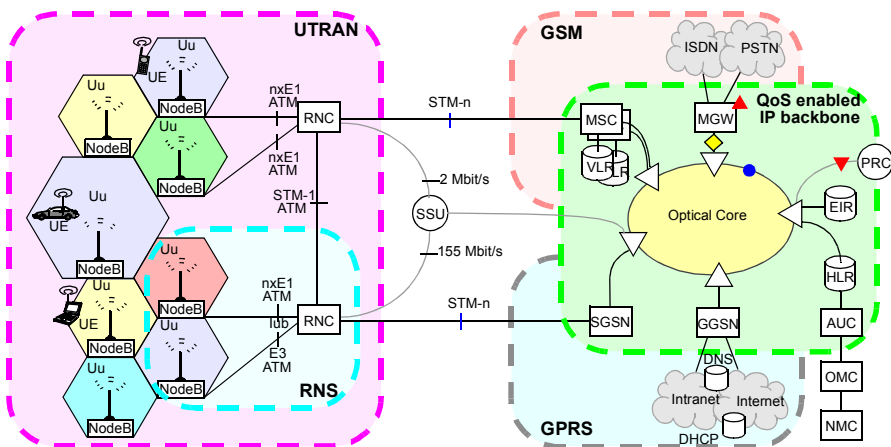 UTRAN
GSM
ISDN
PSTN
Uu
UE
Uu
NodeB
nxE1
ATM
RNC
STM-n
MSC
MGW
QoS enabled
IP backbone
NodeB
Uu
nxE1
ATM
VLR
LR
PRC
NodeB
2 Mbit/s
STM-1
ATM
SSU
Uu
UE
NodeB
Optical Core
EIR
155 Mbit/s
Uu
HLR
Uu
UE
NodeB
nxE1
ATM
Iub
RNC
STM-n
SGSN
GGSN
AUC
NodeB
Uu
E3
ATM
DNS
Uu
NodeB
RNS
Intranet
Internet
OMC
NodeB
GPRS
DHCP
NMC